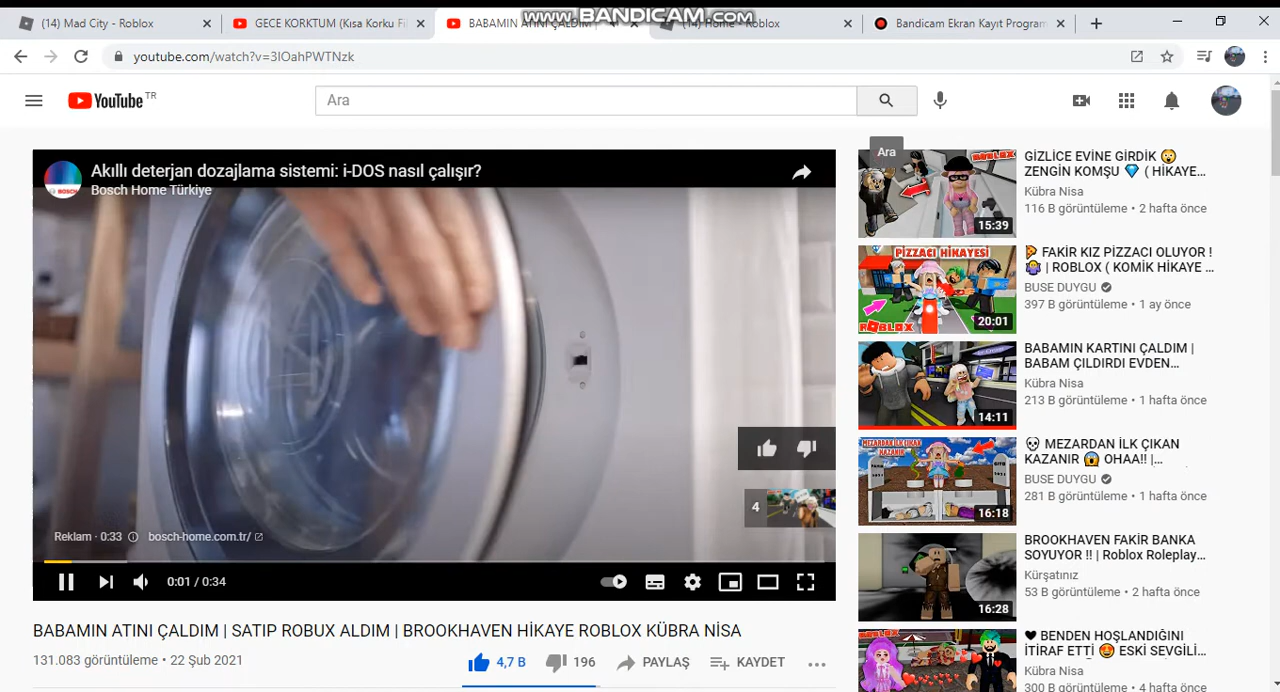 (14) Mad City - Roblox
GECE KORKTUM (Kısa Korku Fi
BABAMIN ATINI ÇALDIM
WWW.BANDICAM.COM
(14) Home - Roblox
Bandicam Ekran Kayıt Program
youtube.com/watch?v=3IOahPWTNzk
YouTube TR
Ara
Akıllı deterjan dozajlama sistemi: i-DOS nasıl çalışır?
Bosch Home Türkiye
BOSCH
4
Reklam · 0:33
bosch-home.com.tr/
0:01 / 0:34
BABAMIN ATINI ÇALDIM | SATIP ROBUX ALDIM | BROOKHAVEN HİKAYE ROBLOX KÜBRA NİSA
131.083 görüntüleme • 22 Şub 2021
4,7 B
196
PAYLAŞ
KAYDET
Ara
ROBLOX
15:39
GİZLİCE EVİNE GİRDİK 😲
ZENGİN KOMŞU 💎 ( HİKAYE...
Kübra Nisa
116 B görüntüleme • 2 hafta önce
PİZZACI HİKAYESİ
ROBLOX
20:01
🍕 FAKİR KIZ PİZZACI OLUYOR !
🤷 | ROBLOX ( KOMİK HİKAYE ...
BUSE DUYGU
397 B görüntüleme • 1 ay önce
14:11
BABAMIN KARTINI ÇALDIM |
BABAM ÇILDIRDI EVDEN...
Kübra Nisa
213 B görüntüleme • 1 hafta önce
MEZARDAN İLK ÇIKAN
KAZANIR
16:18
💀 MEZARDAN İLK ÇIKAN
KAZANIR 😱 OHAA!! |...
BUSE DUYGU
281 B görüntüleme • 1 hafta önce
16:28
BROOKHAVEN FAKİR BANKA
SOYUYOR !! | Roblox Roleplay...
Kürşatınız
53 B görüntüleme • 2 hafta önce
ROBLOX
♥ BENDEN HOŞLANDIĞINI
İTİRAF ETTİ 😍 ESKİ SEVGİLİ...
Kübra Nisa
300 B görüntüleme • 4 hafta önce